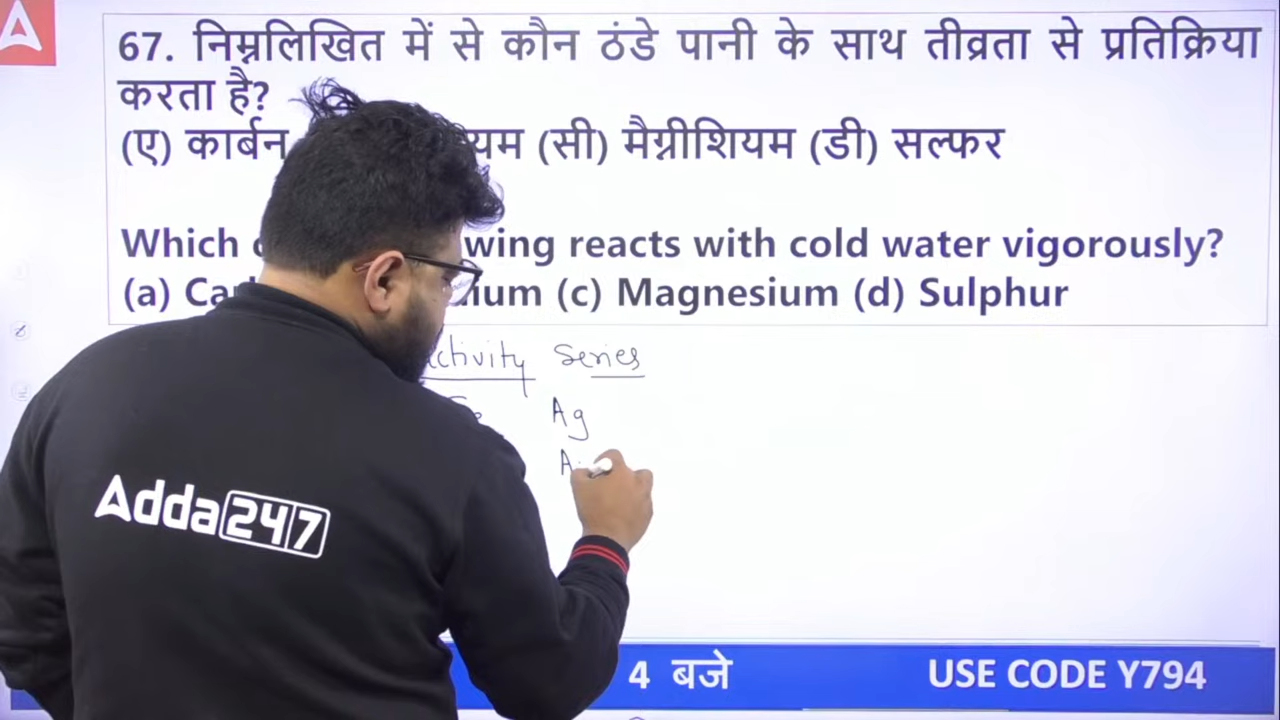 67. निम्नलिखित में से कौन ठंडे पानी के साथ तीव्रता से प्रतिक्रिया
करता है?
(ए) कार्बन यम (सी) मैग्नीशियम (डी) सल्फर
Which wing reacts with cold water vigorously?
(a) Ca ium (c) Magnesium (d) Sulphur
ctivity Series
Ag
Adda247
4 बजे USE CODE Y794